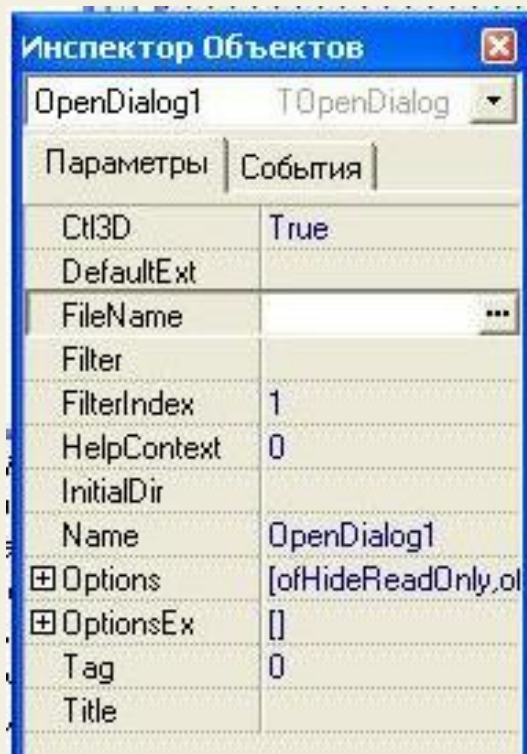 Инспектор Объектов
OpenDialog1 TOpenDialog
Параметры События
Ctl3D True
DefaultExt
FileName ...
Filter
FilterIndex 1
HelpContext 0
InitialDir
Name OpenDialog1
Options [ofHideReadOnly,of
OptionsEx []
Tag 0
Title